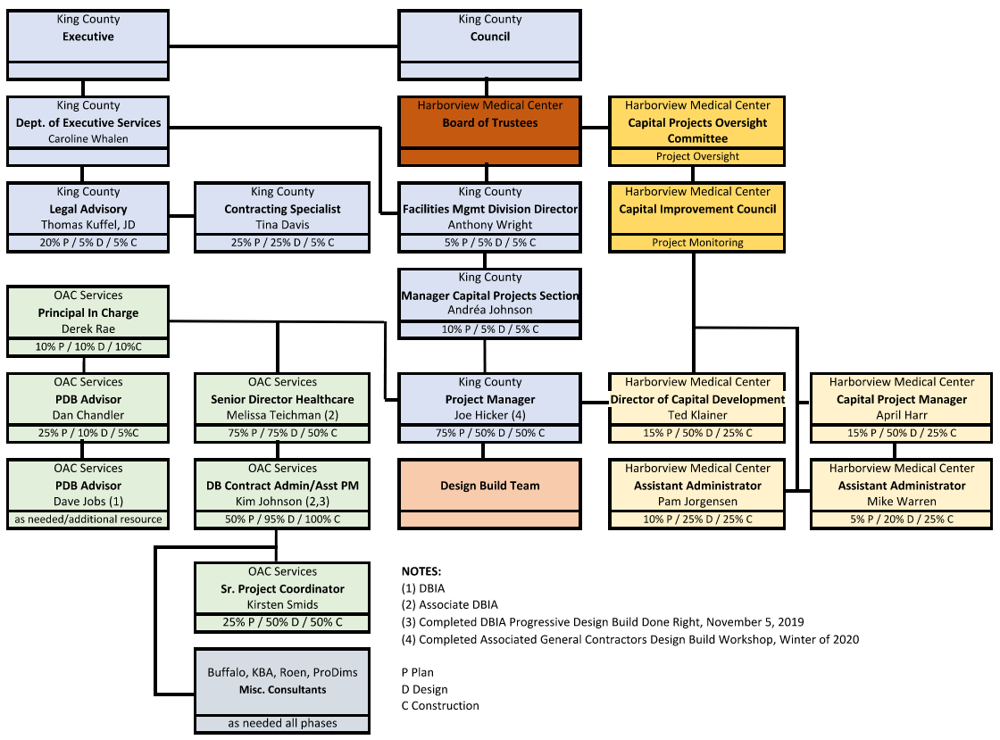 King County
Executive
King County
Council
King County
Dept. of Executive Services
Caroline Whalen
Harborview Medical Center
Board of Trustees
Harborview Medical Center
Capital Projects Oversight
Committee
Project Oversight
King County
Legal Advisory
Thomas Kuffel, JD
20% P / 5% D / 5% C
King County
Contracting Specialist
Tina Davis
25% P / 25% D / 5% C
King County
Facilities Mgmt Division Director
Anthony Wright
5% P / 5% D / 5% C
Harborview Medical Center
Capital Improvement Council
Project Monitoring
King County
Manager Capital Projects Section
Andréa Johnson
10% P / 5% D / 5% C
OAC Services
Principal In Charge
Derek Rae
10% P / 10% D / 10%C
OAC Services
PDB Advisor
Dan Chandler
25% P / 10% D / 5%C
OAC Services
Senior Director Healthcare
Melissa Teichman (2)
75% P / 75% D / 50% C
King County
Project Manager
Joe Hicker (4)
75% P / 50% D / 50% C
Harborview Medical Center
Director of Capital Development
Ted Klainer
15% P / 50% D / 25% C
Harborview Medical Center
Capital Project Manager
April Harr
15% P / 50% D / 25% C
OAC Services
PDB Advisor
Dave Jobs (1)
as needed/additional resource
OAC Services
DB Contract Admin/Asst PM
Kim Johnson (2,3)
50% P / 95% D / 100% C
Design Build Team
Harborview Medical Center
Assistant Administrator
Pam Jorgensen
10% P / 25% D / 25% C
Harborview Medical Center
Assistant Administrator
Mike Warren
5% P / 20% D / 25% C
OAC Services
Sr. Project Coordinator
Kirsten Smids
25% P / 50% D / 50% C
Buffalo, KBA, Roen, ProDims
Misc. Consultants
as needed all phases
NOTES:
(1) DBIA
(2) Associate DBIA
(3) Completed DBIA Progressive Design Build Done Right, November 5, 2019
(4) Completed Associated General Contractors Design Build Workshop, Winter of 2020
P Plan
D Design
C Construction